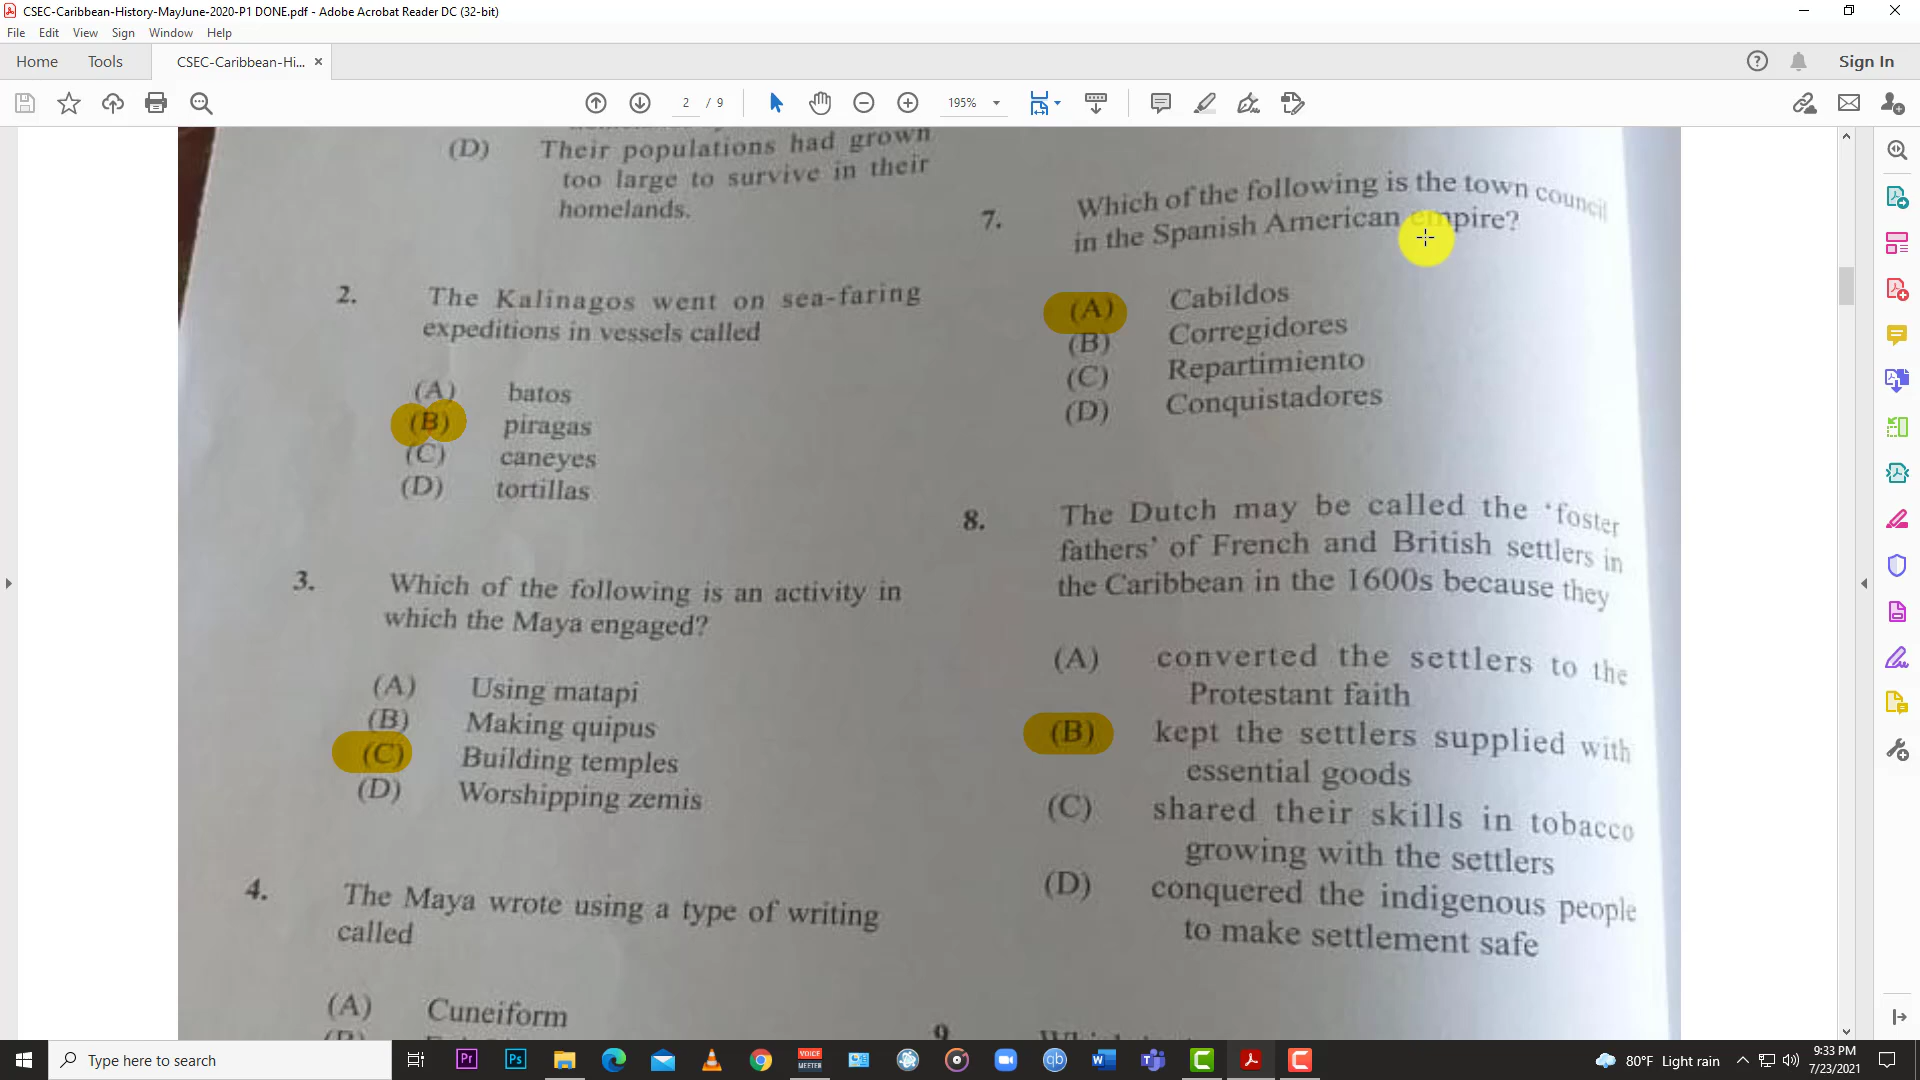 CSEC-Caribbean-History-MayJune-2020-P1 DONE.pdf - Adobe Acrobat Reader DC (32-bit)
File Edit View Sign Window Help
Home Tools CSEC-Caribbean-Hi... ×
Sign In
2 / 9
195%
(D) Their populations had grown
too large to survive in their
homelands.
2. The Kalinagos went on sea-faring
expeditions in vessels called
(A) batos
(B) piragas
(C) caneyes
(D) tortillas
3. Which of the following is an activity in
which the Maya engaged?
(A) Using matapi
(B) Making quipus
(C) Building temples
(D) Worshipping zemis
4. The Maya wrote using a type of writing
called
(A) Cuneiform
7. Which of the following is the town council
in the Spanish American empire?
(A) Cabildos
(B) Corregidores
(C) Repartimiento
(D) Conquistadores
8. The Dutch may be called the ‘foster
fathers’ of French and British settlers in
the Caribbean in the 1600s because they
(A) converted the settlers to the
Protestant faith
(B) kept the settlers supplied with
essential goods
(C) shared their skills in tobacco
growing with the settlers
(D) conquered the indigenous people
to make settlement safe
9.
Type here to search
Pr
Ps
VOICE
MEETER
qb
80°F Light rain
9:33 PM
7/23/2021